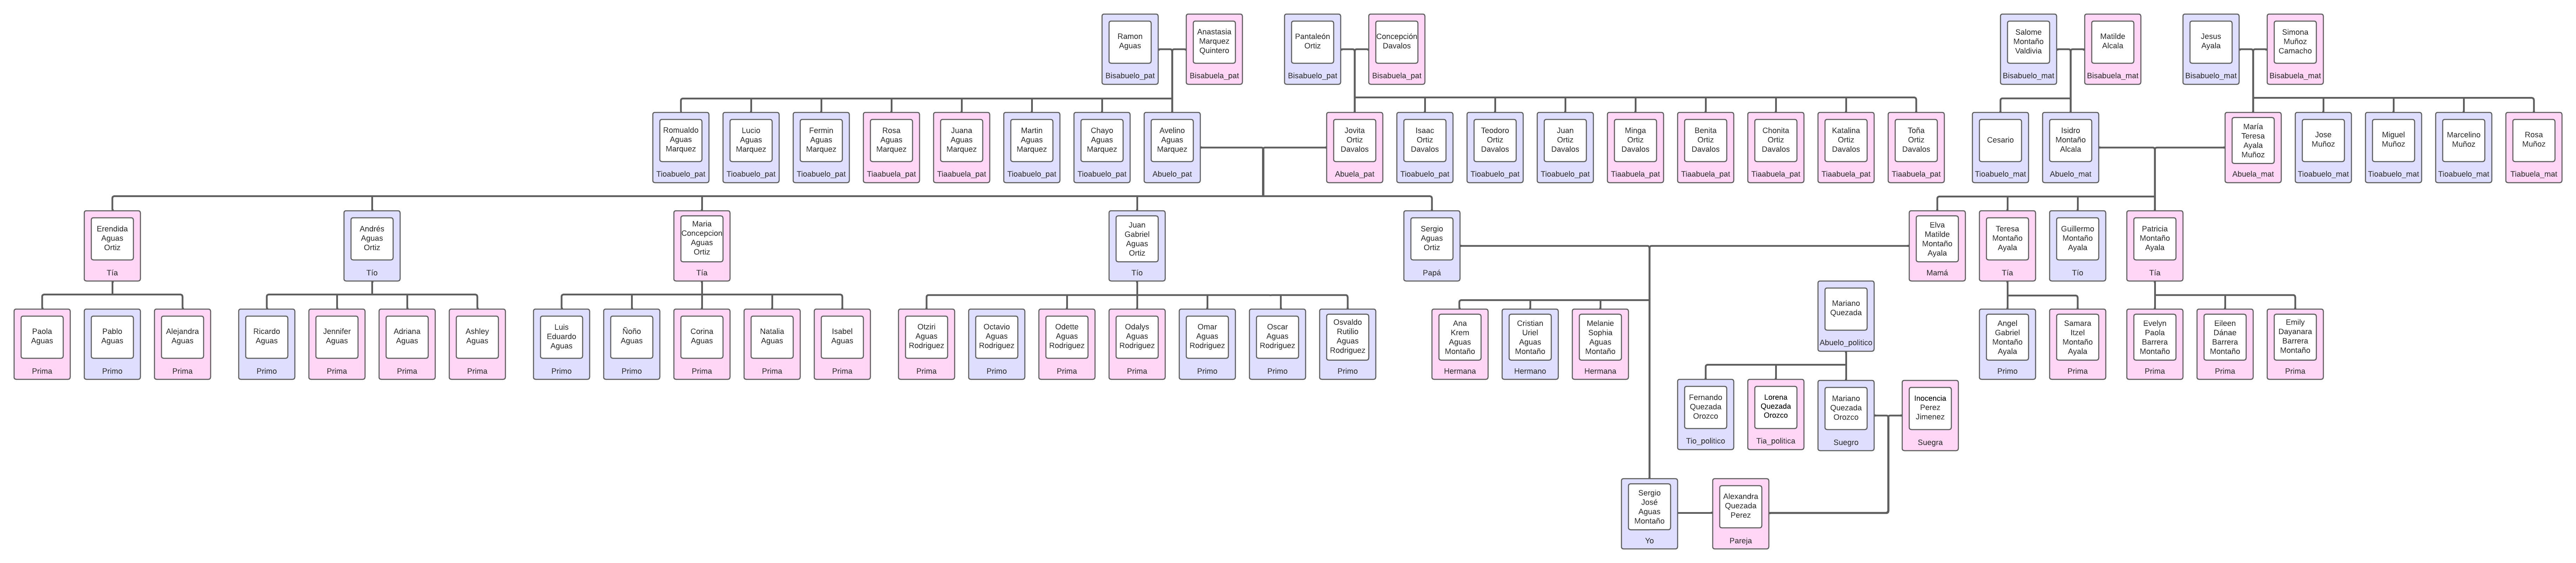 Ramon
Aguas
Bisabuelo_pat
Anastasia
Marquez
Quintero
Bisabuela_pat
Pantaleón
Ortiz
Bisabuelo_pat
Concepción
Davalos
Bisabuela_pat
Salome
Montaño
Valdivia
Bisabuelo_mat
Matilde
Alcala
Bisabuela_mat
Jesus
Ayala
Bisabuelo_mat
Simona
Muñoz
Camacho
Bisabuela_mat
Romualdo
Aguas
Marquez
Tioabuelo_pat
Lucio
Aguas
Marquez
Tioabuelo_pat
Fermin
Aguas
Marquez
Tioabuelo_pat
Rosa
Aguas
Marquez
Tiaabuela_pat
Juana
Aguas
Marquez
Tiaabuela_pat
Martin
Aguas
Marquez
Tioabuelo_pat
Chayo
Aguas
Marquez
Tioabuelo_pat
Avelino
Aguas
Marquez
Abuelo_pat
Jovita
Ortiz
Davalos
Abuela_pat
Isaac
Ortiz
Davalos
Tioabuelo_pat
Teodoro
Ortiz
Davalos
Tioabuelo_pat
Juan
Ortiz
Davalos
Tioabuelo_pat
Minga
Ortiz
Davalos
Tiaabuela_pat
Benita
Ortiz
Davalos
Tiaabuela_pat
Chonita
Ortiz
Davalos
Tiaabuela_pat
Katalina
Ortiz
Davalos
Tiaabuela_pat
Toña
Ortiz
Davalos
Tiaabuela_pat
Cesario
Tioabuelo_mat
Isidro
Montaño
Alcala
Abuelo_mat
María
Teresa
Ayala
Muñoz
Abuela_mat
Jose
Muñoz
Tioabuelo_mat
Miguel
Muñoz
Tioabuelo_mat
Marcelino
Muñoz
Tioabuelo_mat
Rosa
Muñoz
Tiabuela_mat
Erendida
Aguas
Ortiz
Tía
Andrés
Aguas
Ortiz
Tío
Maria
Concepcion
Aguas
Ortiz
Tía
Juan
Gabriel
Aguas
Ortiz
Tío
Sergio
Aguas
Ortiz
Papá
Elva
Matilde
Montaño
Ayala
Mamá
Teresa
Montaño
Ayala
Tía
Guillermo
Montaño
Ayala
Tío
Patricia
Montaño
Ayala
Tía
Paola
Aguas
Prima
Pablo
Aguas
Primo
Alejandra
Aguas
Prima
Ricardo
Aguas
Primo
Jennifer
Aguas
Prima
Adriana
Aguas
Prima
Ashley
Aguas
Prima
Luis
Eduardo
Aguas
Primo
Ñoño
Aguas
Primo
Corina
Aguas
Prima
Natalia
Aguas
Prima
Isabel
Aguas
Prima
Otziri
Aguas
Rodriguez
Prima
Octavio
Aguas
Rodriguez
Primo
Odette
Aguas
Rodriguez
Prima
Odalys
Aguas
Rodriguez
Prima
Omar
Aguas
Rodriguez
Primo
Oscar
Aguas
Rodriguez
Primo
Osvaldo
Rutilio
Aguas
Rodriguez
Primo
Ana
Krem
Aguas
Montaño
Hermana
Cristian
Uriel
Aguas
Montaño
Hermano
Melanie
Sophia
Aguas
Montaño
Hermana
Mariano
Quezada
Abuelo_politico
Angel
Gabriel
Montaño
Ayala
Primo
Samara
Itzel
Montaño
Ayala
Prima
Evelyn
Paola
Barrera
Montaño
Prima
Eileen
Dánae
Barrera
Montaño
Prima
Emily
Dayanara
Barrera
Montaño
Prima
Fernando
Quezada
Orozco
Tio_politico
Lorena
Quezada
Orozco
Tia_politica
Mariano
Quezada
Orozco
Suegro
Inocencia
Perez
Jimenez
Suegra
Sergio
José
Aguas
Montaño
Yo
Alexandra
Quezada
Perez
Pareja